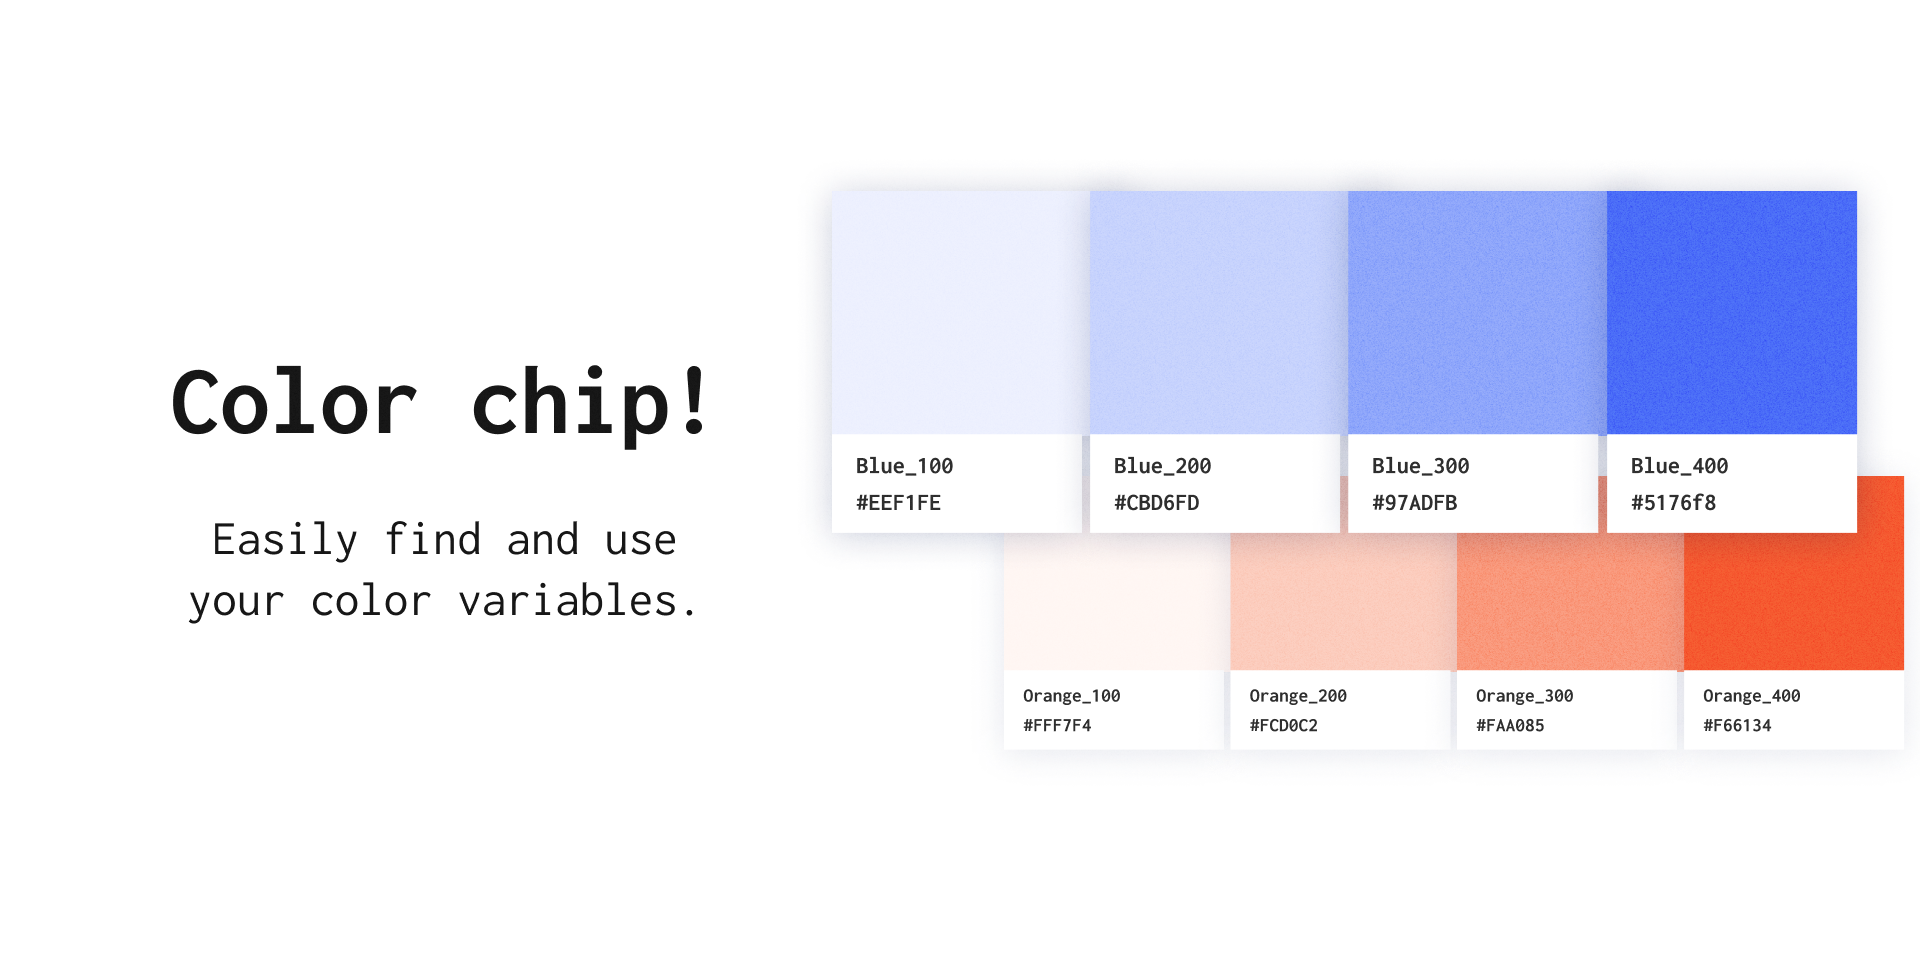 Color chip!
Easily find and use
your color variables.
Blue_100
#EEF1FE
Blue_200
#CBD6FD
Blue_300
#97ADFB
Blue_400
#5176f8
Orange_100
#FFF7F4
Orange_200
#FCD0C2
Orange_300
#FAA085
Orange_400
#F66134